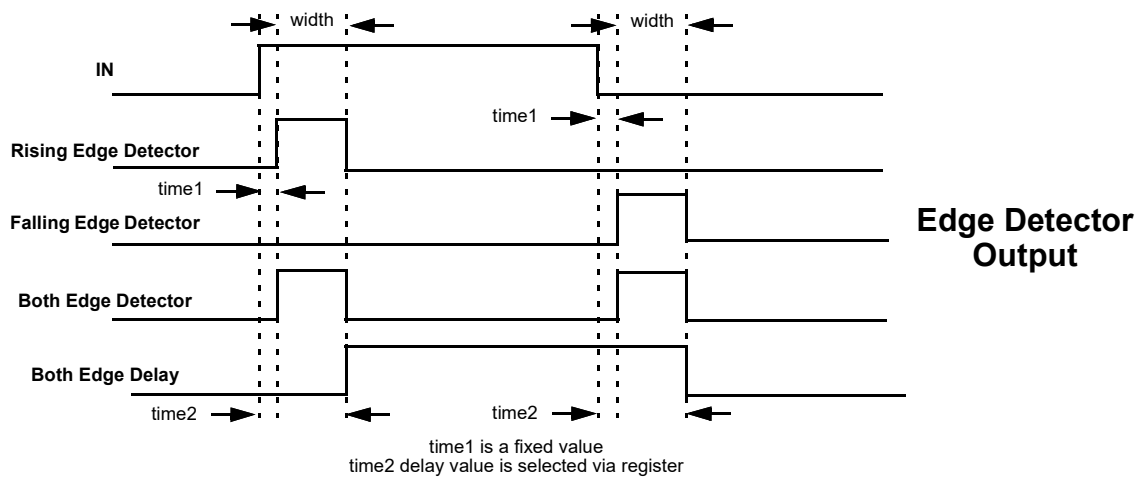 width
width
IN
time1
Rising Edge Detector
time1
Falling Edge Detector
Edge Detector
Output
Both Edge Detector
Both Edge Delay
time2
time2
time1 is a fixed value
time2 delay value is selected via register